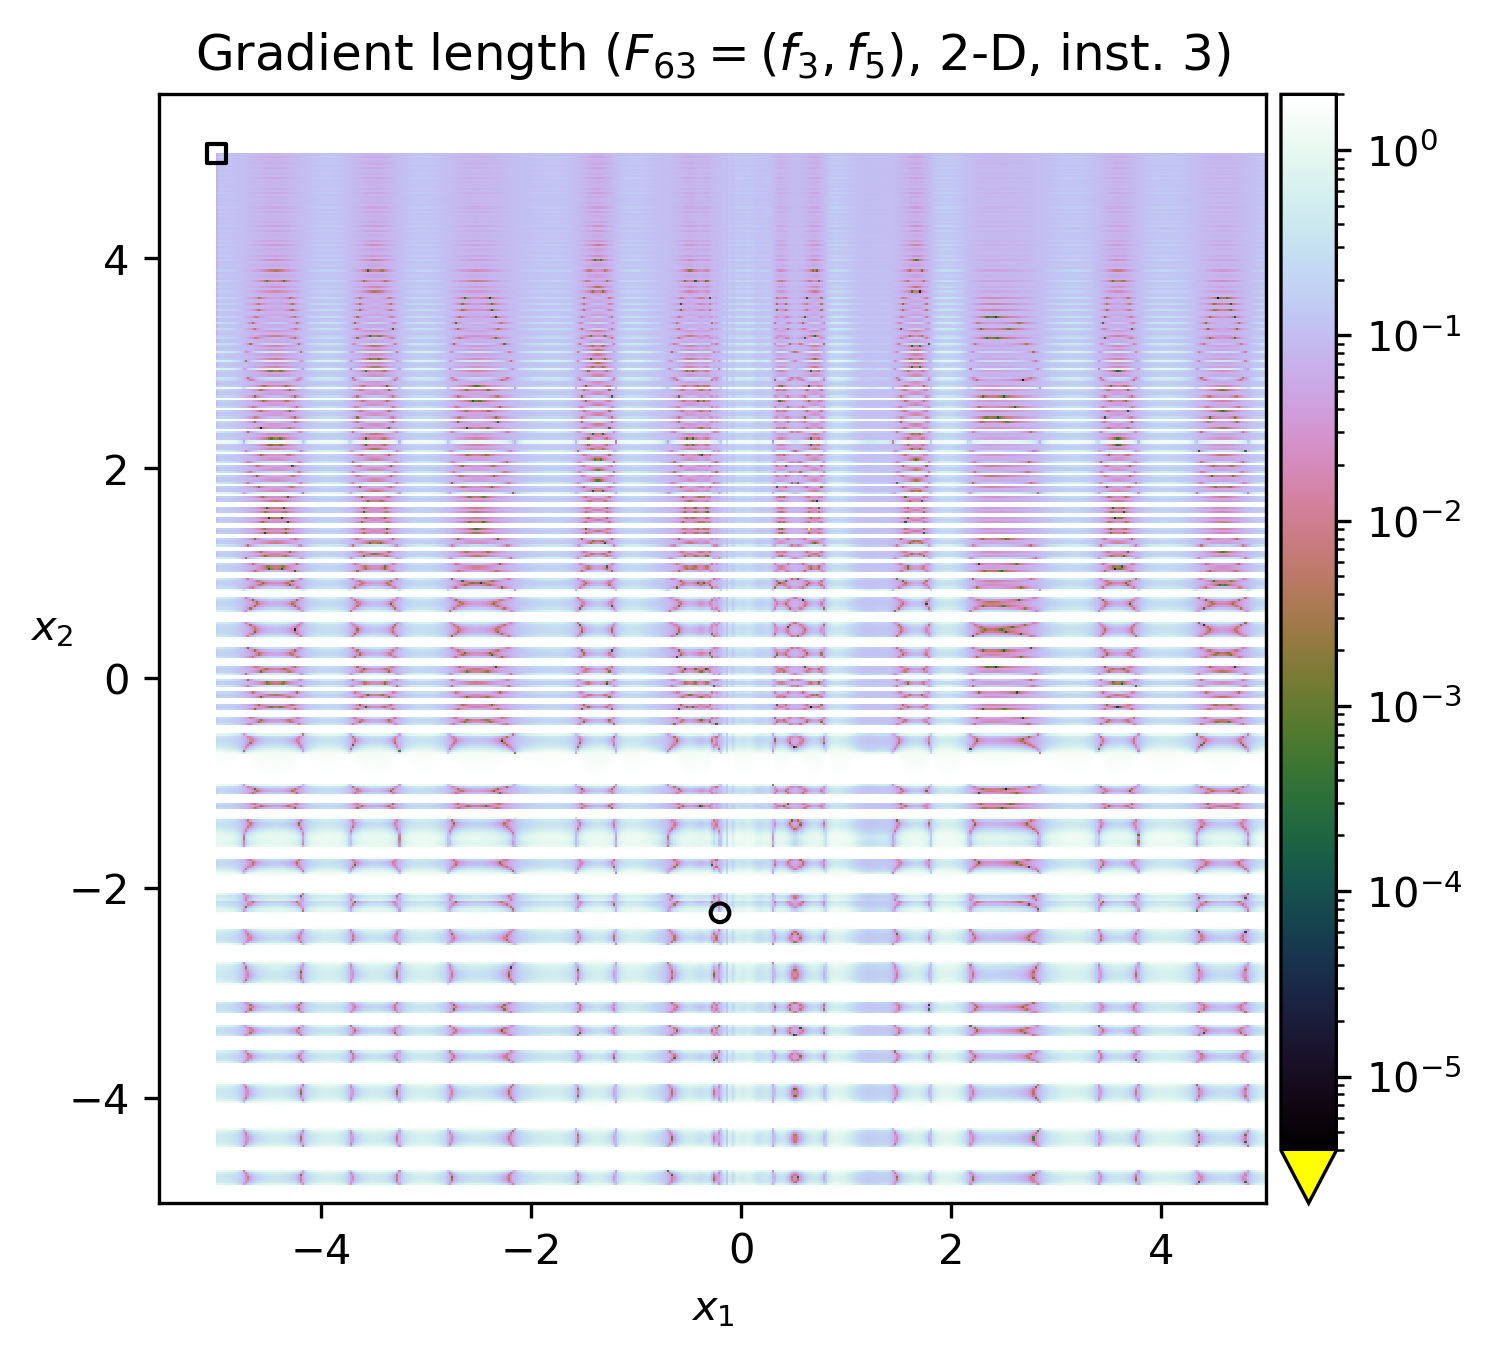 Gradient length (F₆₃ = (f₃, f₅), 2-D, inst. 3)
10⁰
10⁻¹
10⁻²
10⁻³
10⁻⁴
10⁻⁵
4
2
0
−2
−4
x₂
−4 −2 0 2 4
x₁